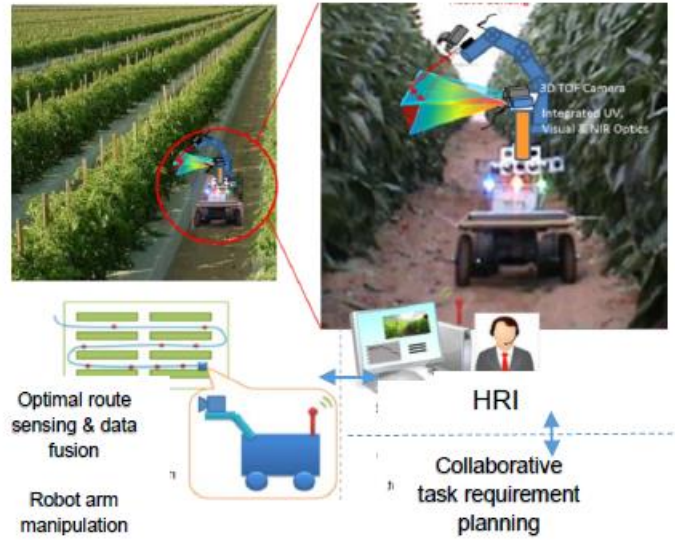 3D TOF Camera
Integrated UV,
Visual & NIR Optics
Optimal route
sensing & data
fusion
HRI
Robot arm
manipulation
Collaborative
task requirement
planning